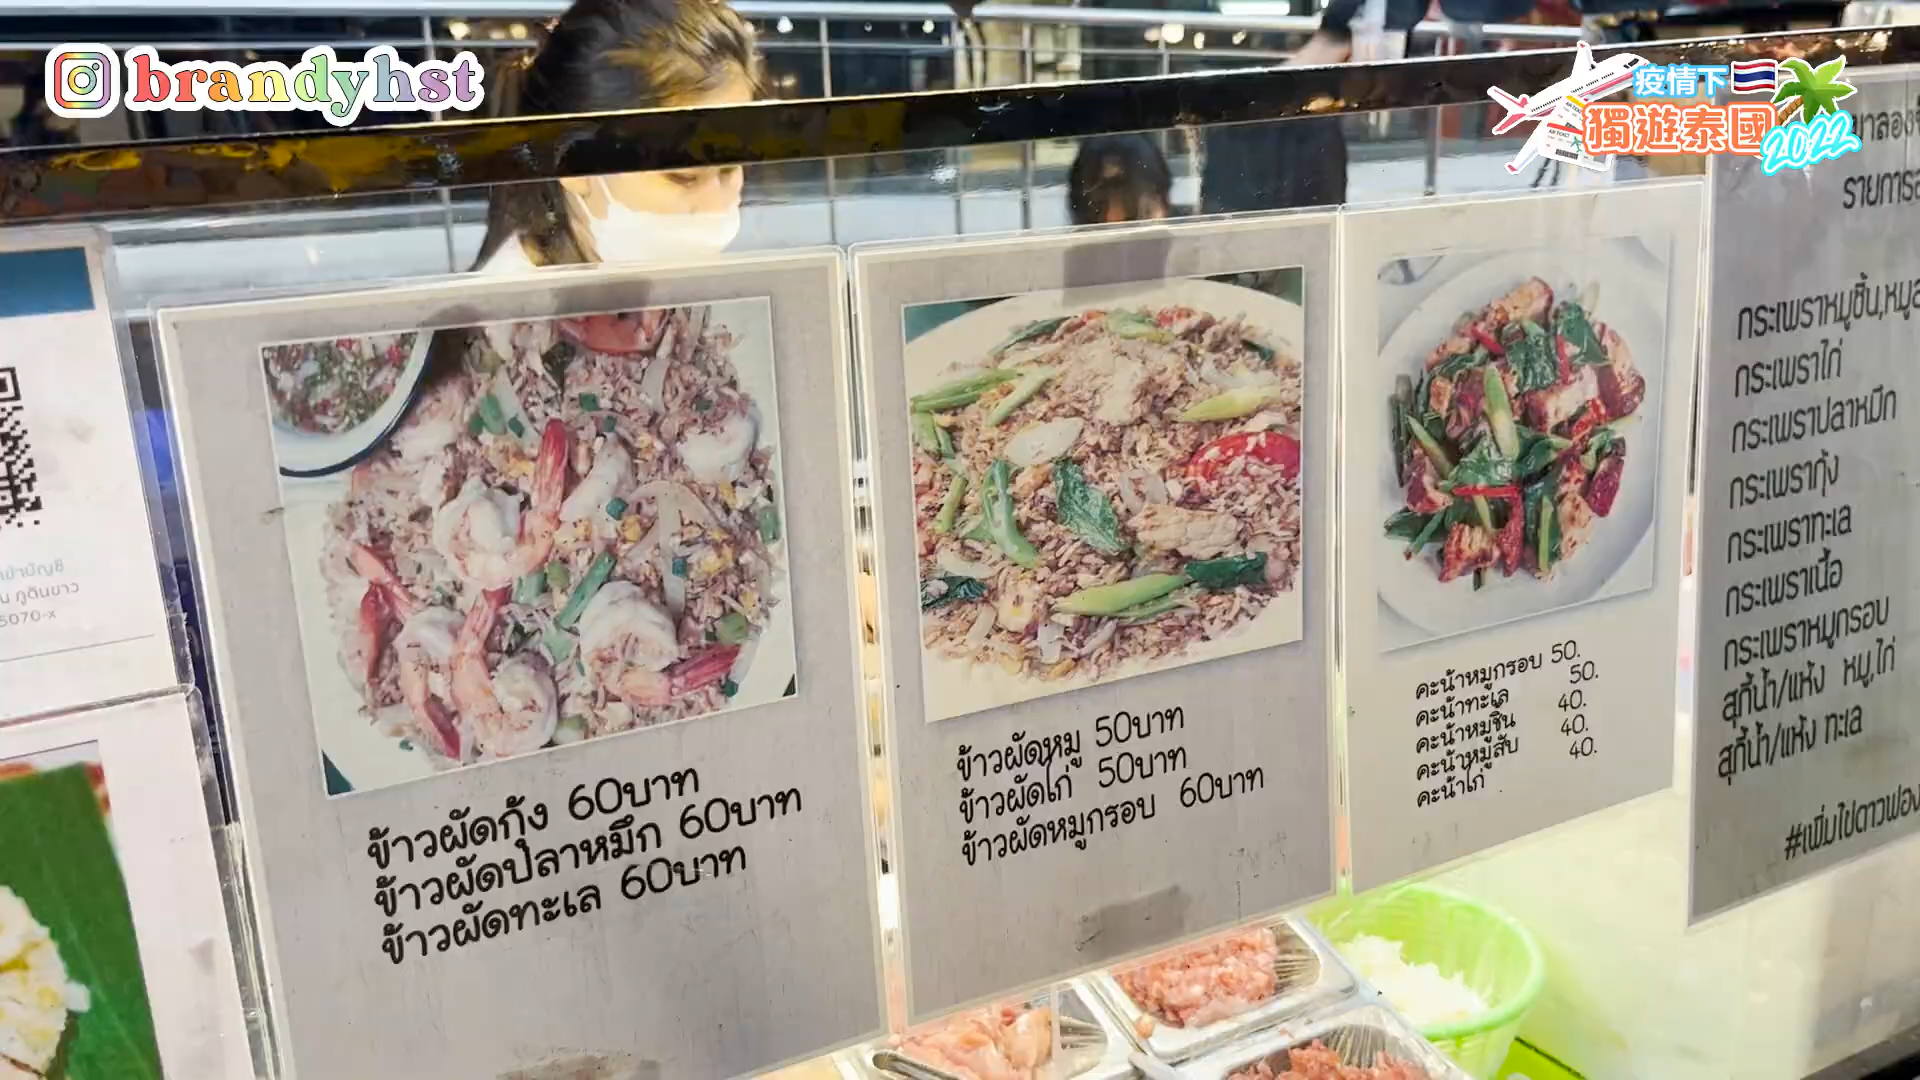 brandyhst
疫情下
獨遊泰國
2022
รายการอ
กระเพราหมูชิ้น,หมูส
กระเพราไก่
กระเพราปลาหมึก
กระเพรากุ้ง
กระเพราทะเล
กระเพราเนื้อ
กระเพราหมูกรอบ
สุกี้น้ำ/แห้ง หมู,ไก่
สุกี้น้ำ/แห้ง ทะเล
#เพิ่มไข่ดาวฟอง
ข้าวผัดกุ้ง 60บาท
ข้าวผัดปลาหมึก 60บาท
ข้าวผัดทะเล 60บาท
ข้าวผัดหมู 50บาท
ข้าวผัดไก่ 50บาท
ข้าวผัดหมูกรอบ 60บาท
คะน้าหมูกรอบ 50.
คะน้าทะเล 50.
คะน้าหมูชิ้น 40.
คะน้าหมูสับ 40.
คะน้าไก่ 40.
5070-x